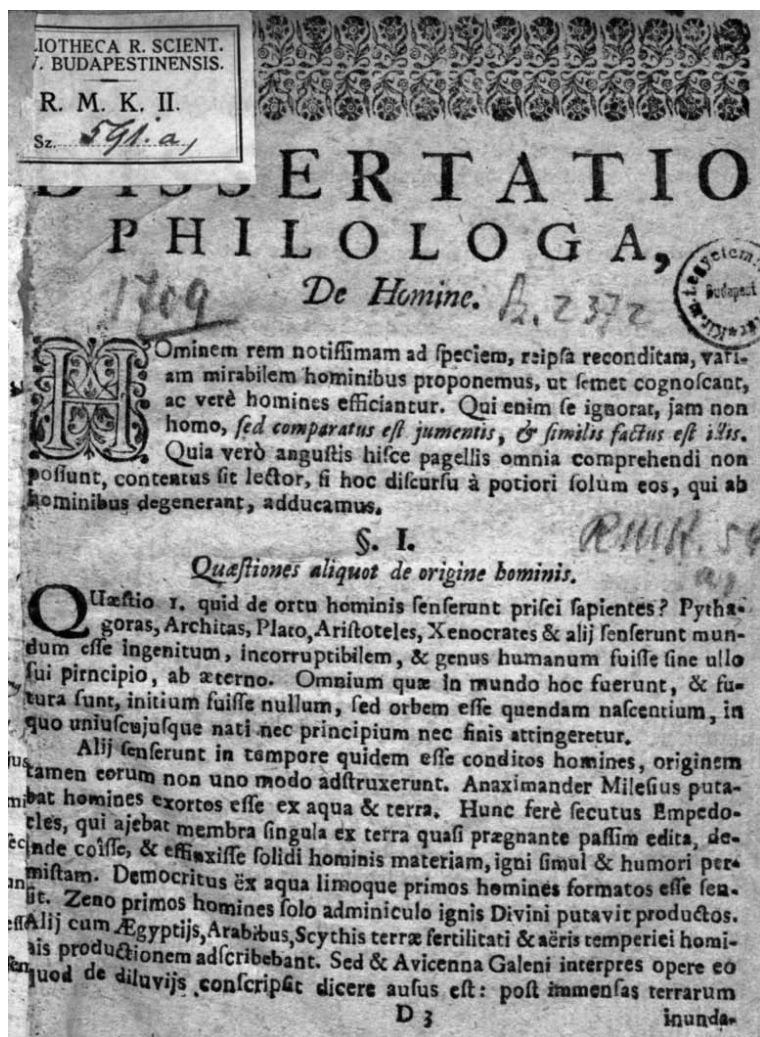 LIOTHECA R. SCIENT.
V. BUDAPESTINENSIS.
R. M. K. II.
Sz. 591. a,
DISSERTATIO
PHILOLOGA,
De Homine.
1709
Budapest
HOminem rem notiſſimam ad ſpeciem, reipſa reconditam, vari-
am mirabilem hominibus proponemus, ut ſemet cognoſcant,
ac verè homines efficiantur. Qui enim ſe ignorat, jam non
homo, ſed comparatus eſt jumentis, & ſimilis factus eſt illis.
Quia verò anguſtis hiſce pagellis omnia comprehendi non
poſſunt, contentus ſit lector, ſi hoc diſcurſu à potiori ſolum eos, qui ab
hominibus degenerant, adducamus.
§. I.
Quæſtiones aliquot de origine hominis.
QUæſtio 1. quid de ortu hominis ſenſerunt priſci ſapientes? Pytha-
goras, Architas, Plato, Ariſtoteles, Xenocrates & alij ſenſerunt mun-
dum eſſe ingenitum, incorruptibilem, & genus humanum fuiſſe ſine ullo
ſui pirncipio, ab æterno. Omnium quæ in mundo hoc fuerunt, & fu-
tura ſunt, initium fuiſſe nullum, ſed orbem eſſe quendam naſcentium, in
quo uniuſcujuſque nati nec principium nec finis attingeretur.
Alij ſenſerunt in tempore quidem eſſe conditos homines, originem
tamen eorum non uno modo adſtruxerunt. Anaximander Mileſius puta-
bat homines exortos eſſe ex aqua & terra. Hunc ferè ſecutus Empedo-
cles, qui ajebat membra ſingula ex terra quaſi prægnante paſſim edita, de-
inde coiſſe, & effinxiſſe ſolidi hominis materiam, igni ſimul & humori per-
miſtam. Democritus ëx aqua limoque primos homines formatos eſſe ſen-
ſit. Zeno primos homines ſolo adminiculo ignis Divini putavit productos.
Alij cum Ægyptijs, Arabibus, Scythis terræ fertilitati & aëris temperiei homi-
nis productionem adſcribebant. Sed & Avicenna Galeni interpres opere eo
quod de diluvijs conſcripſit dicere auſus eſt: poſt immenſas terrarum
D 3
inunda-